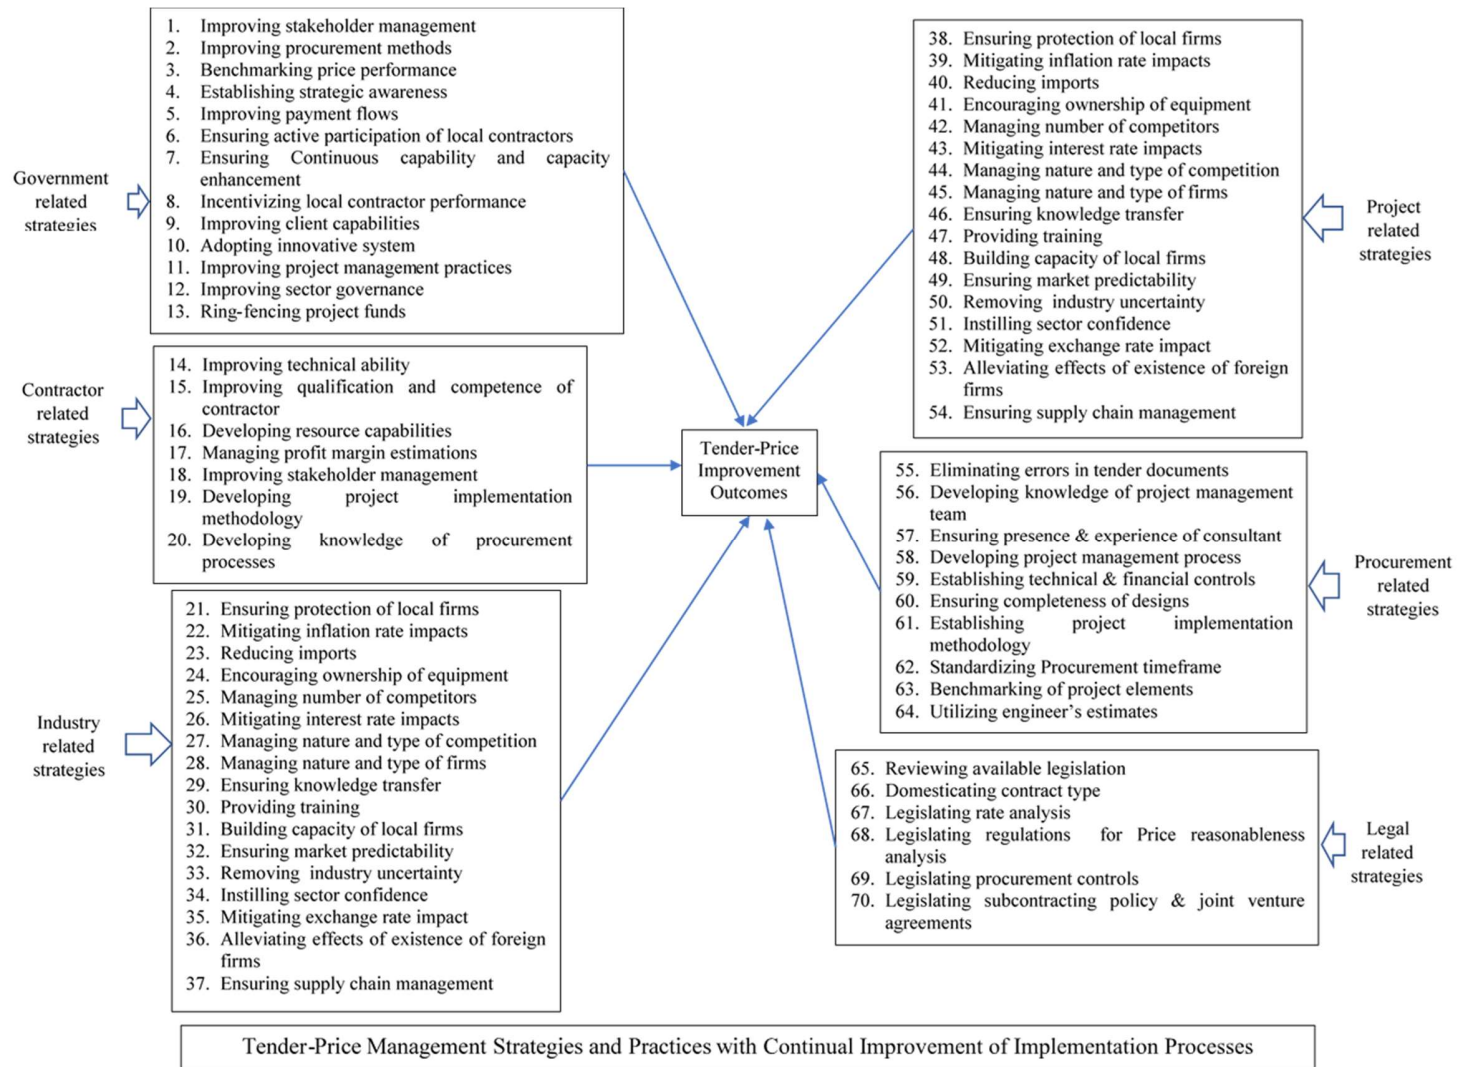 Government
related
strategies
1. Improving stakeholder management
2. Improving procurement methods
3. Benchmarking price performance
4. Establishing strategic awareness
5. Improving payment flows
6. Ensuring active participation of local contractors
7. Ensuring Continuous capability and capacity
enhancement
8. Incentivizing local contractor performance
9. Improving client capabilities
10. Adopting innovative system
11. Improving project management practices
12. Improving sector governance
13. Ring-fencing project funds
Contractor
related
strategies
14. Improving technical ability
15. Improving qualification and competence of
contractor
16. Developing resource capabilities
17. Managing profit margin estimations
18. Improving stakeholder management
19. Developing project implementation
methodology
20. Developing knowledge of procurement
processes
Industry
related
strategies
21. Ensuring protection of local firms
22. Mitigating inflation rate impacts
23. Reducing imports
24. Encouraging ownership of equipment
25. Managing number of competitors
26. Mitigating interest rate impacts
27. Managing nature and type of competition
28. Managing nature and type of firms
29. Ensuring knowledge transfer
30. Providing training
31. Building capacity of local firms
32. Ensuring market predictability
33. Removing industry uncertainty
34. Instilling sector confidence
35. Mitigating exchange rate impact
36. Alleviating effects of existence of foreign
firms
37. Ensuring supply chain management
Tender-Price
Improvement
Outcomes
38. Ensuring protection of local firms
39. Mitigating inflation rate impacts
40. Reducing imports
41. Encouraging ownership of equipment
42. Managing number of competitors
43. Mitigating interest rate impacts
44. Managing nature and type of competition
45. Managing nature and type of firms
46. Ensuring knowledge transfer
47. Providing training
48. Building capacity of local firms
49. Ensuring market predictability
50. Removing industry uncertainty
51. Instilling sector confidence
52. Mitigating exchange rate impact
53. Alleviating effects of existence of foreign
firms
54. Ensuring supply chain management
Project
related
strategies
55. Eliminating errors in tender documents
56. Developing knowledge of project management
team
57. Ensuring presence & experience of consultant
58. Developing project management process
59. Establishing technical & financial controls
60. Ensuring completeness of designs
61. Establishing project implementation
methodology
62. Standardizing Procurement timeframe
63. Benchmarking of project elements
64. Utilizing engineer's estimates
Procurement
related
strategies
65. Reviewing available legislation
66. Domesticating contract type
67. Legislating rate analysis
68. Legislating regulations for Price reasonableness
analysis
69. Legislating procurement controls
70. Legislating subcontracting policy & joint venture
agreements
Legal
related
strategies
Tender-Price Management Strategies and Practices with Continual Improvement of Implementation Processes